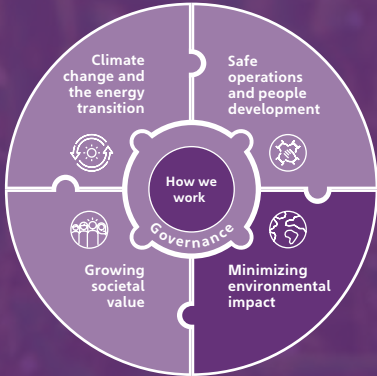 Climate
change and
the energy
transition
Safe
operations
and people
development
How we
work
Governance
Growing
societal
value
Minimizing
environmental
impact